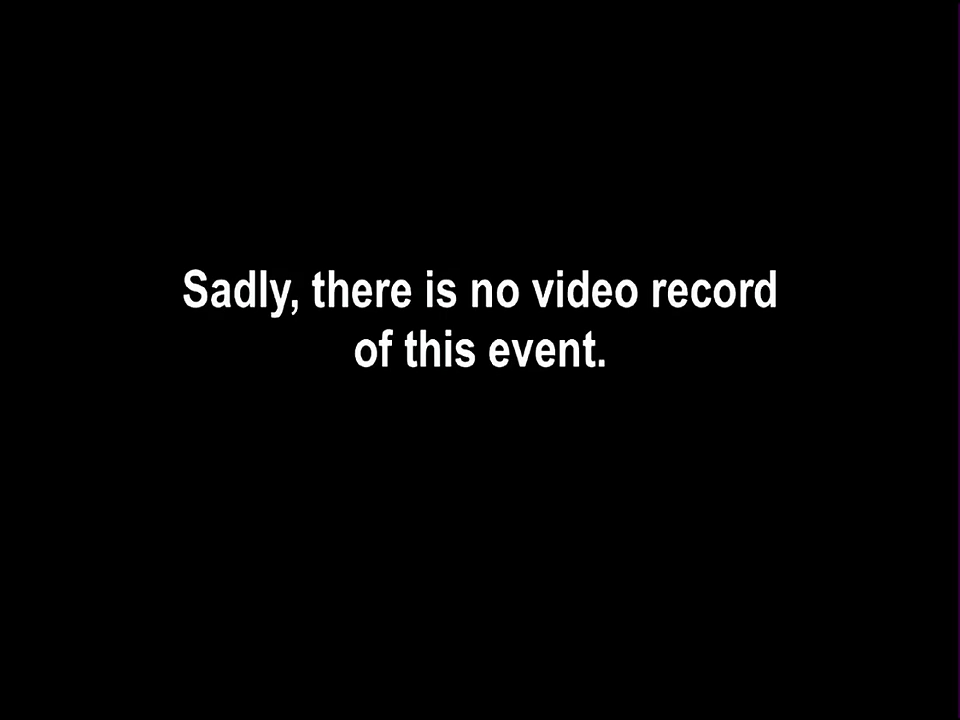 Sadly, there is no video record
of this event.